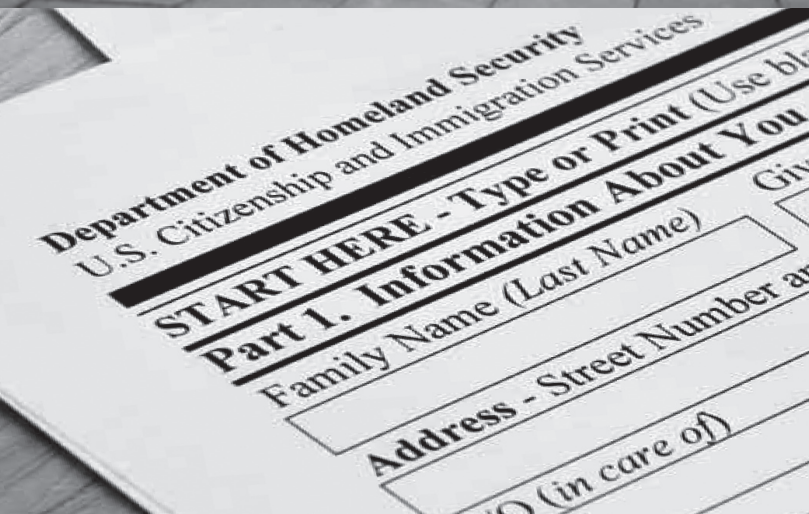 Department of Homeland Security
U.S. Citizenship and Immigration Services
START HERE - Type or Print (Use
Part 1. Information About You
Family Name (Last Name)
Address - Street Number
(in care of)